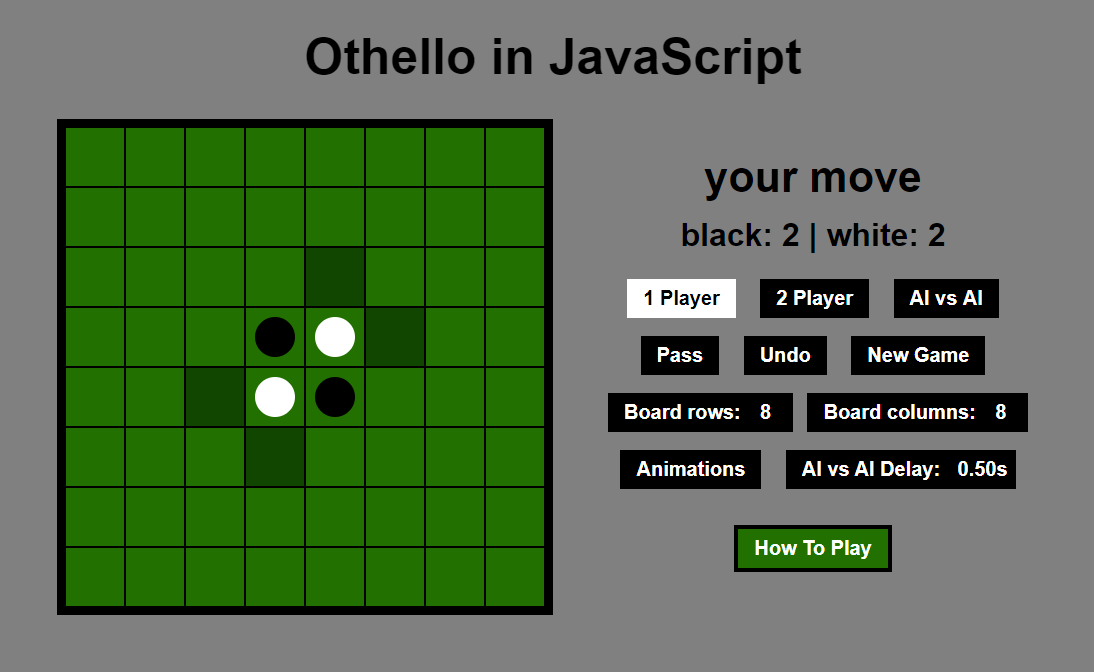 Othello in JavaScript
your move
black: 2 | white: 2
1 Player 2 Player AI vs AI
Pass Undo New Game
Board rows: 8 Board columns: 8
Animations AI vs AI Delay: 0.50s
How To Play